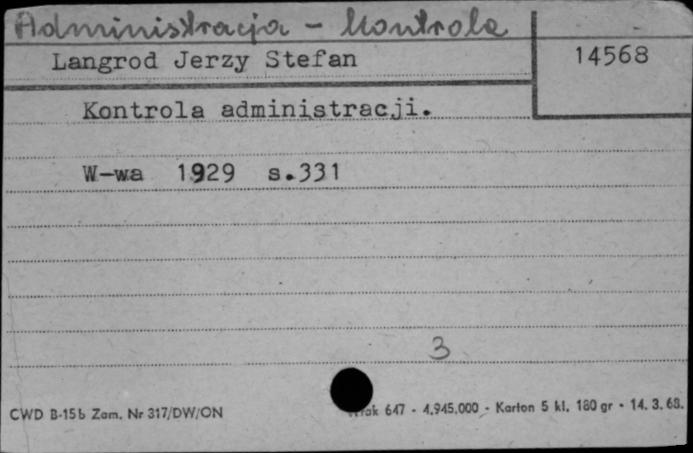 Administracja - Kontrola
Langrod Jerzy Stefan
14568
Kontrola administracji.
W-wa 1929 s.331
3
CWD B-15b Zam. Nr 317/DW/ON
647 - 4.945.000 - Karton 5 kl. 180 gr - 14. 3. 68.